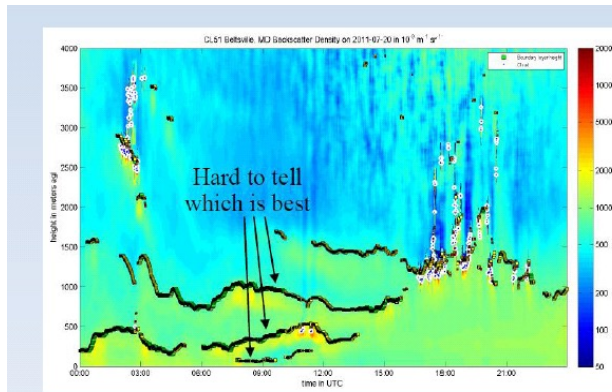 CL51 Beltsville, MD Backscatter Density on 2011-07-20 in 10⁻⁹ m⁻¹ sr⁻¹
Boundary layer height
Cloud
4000
3500
3000
2500
2000
1500
1000
500
0
height in meters agl
Hard to tell
which is best
00:00 03:00 06:00 09:00 12:00 15:00 18:00 21:00
time in UTC
2000
1000
500
200
100
50